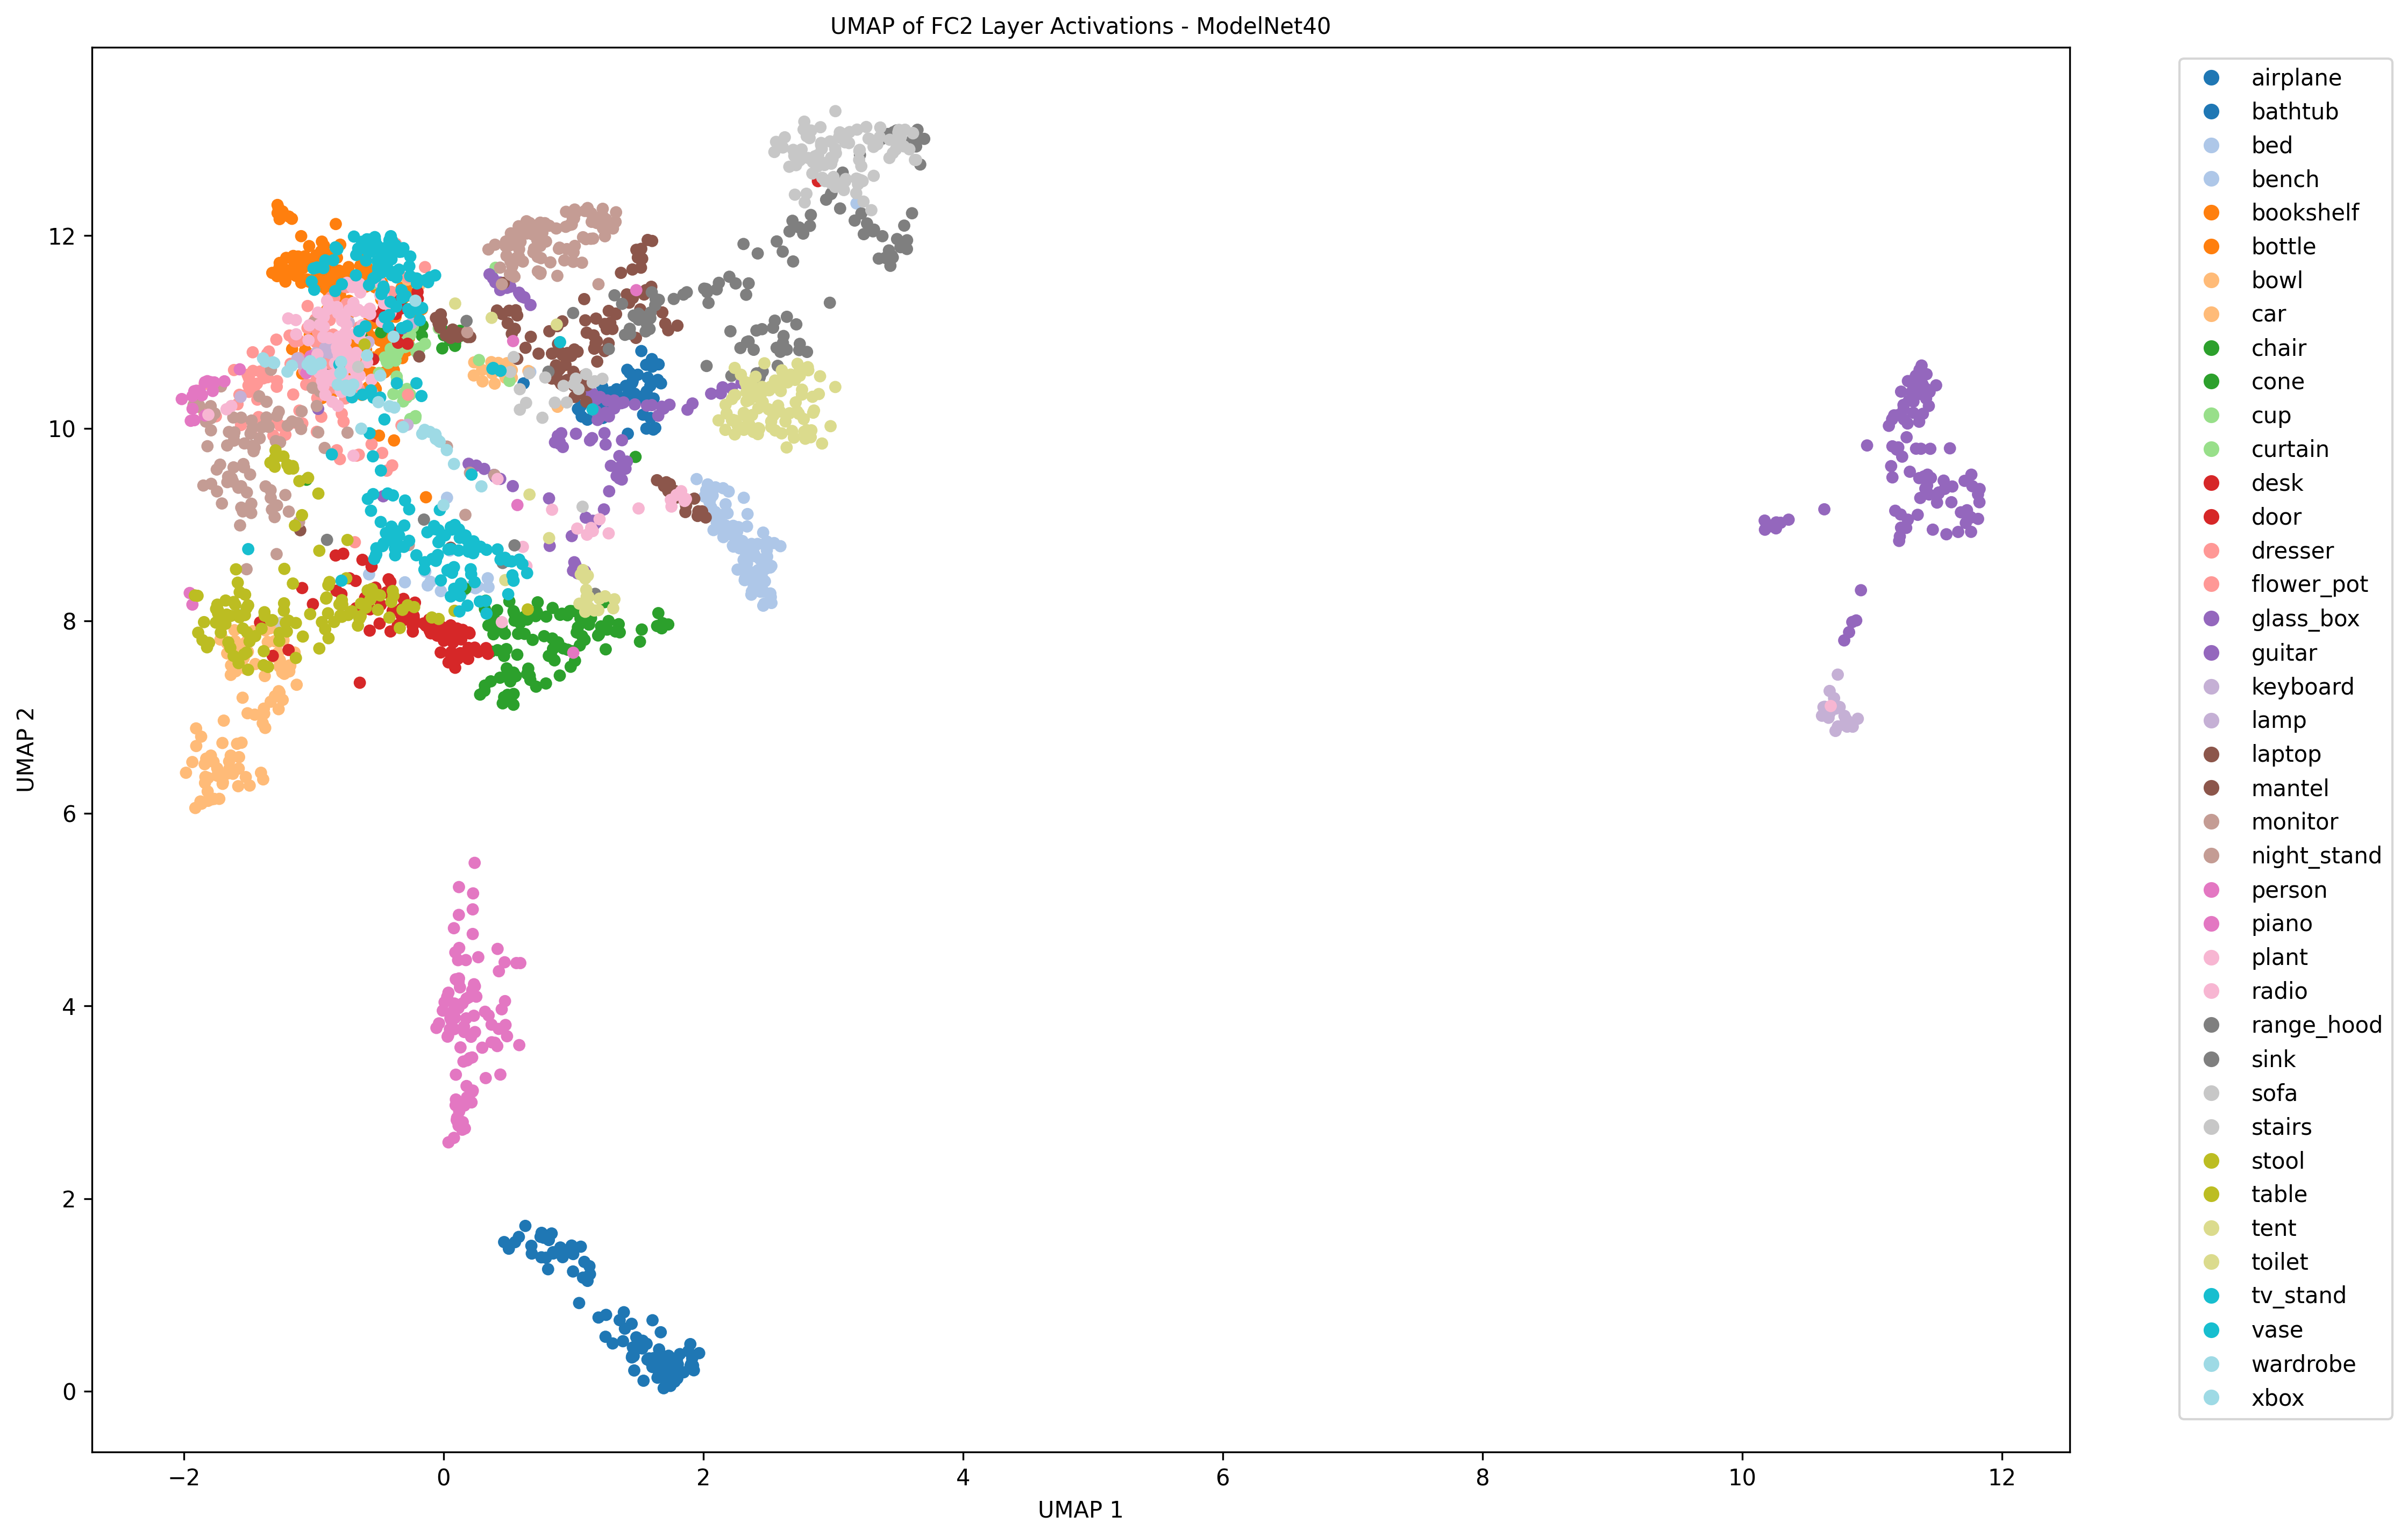 UMAP of FC2 Layer Activations - ModelNet40
UMAP 2
12
10
8
6
4
2
0
−2
0
2
4
6
8
10
12
UMAP 1
airplane
bathtub
bed
bench
bookshelf
bottle
bowl
car
chair
cone
cup
curtain
desk
door
dresser
flower_pot
glass_box
guitar
keyboard
lamp
laptop
mantel
monitor
night_stand
person
piano
plant
radio
range_hood
sink
sofa
stairs
stool
table
tent
toilet
tv_stand
vase
wardrobe
xbox